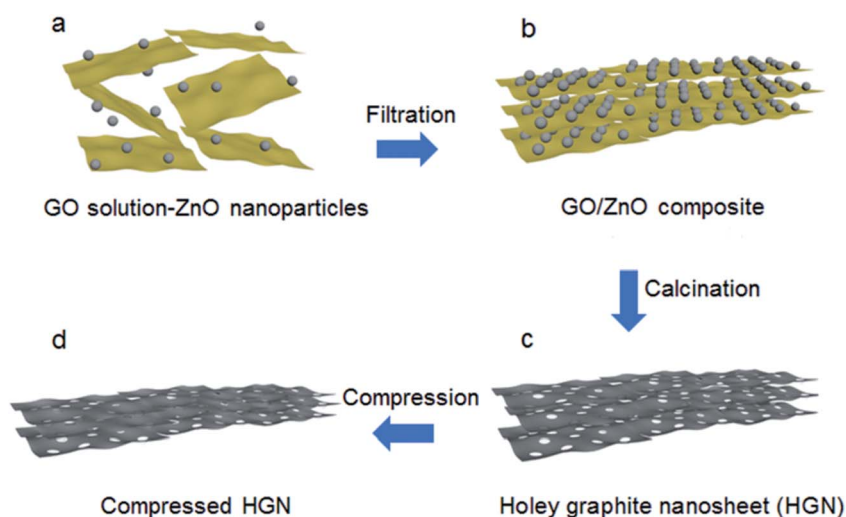 a
b
Filtration
GO solution-ZnO nanoparticles
GO/ZnO composite
Calcination
d
c
Compression
Compressed HGN
Holey graphite nanosheet (HGN)